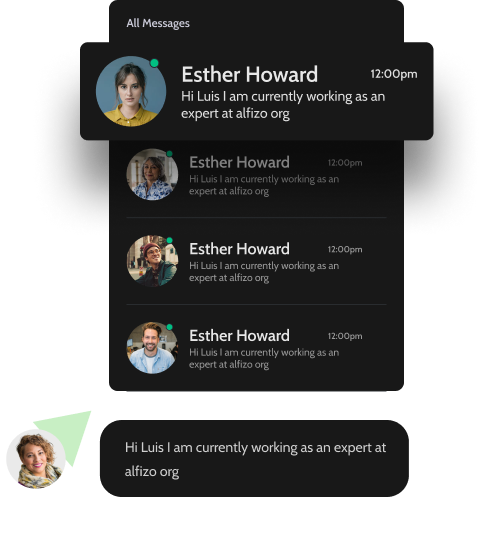 All Messages
Esther Howard
12:00pm
Hi Luis I am currently working as an
expert at alfizo org
Esther Howard
12:00pm
Hi Luis I am currently working as an
expert at alfizo org
Esther Howard
12:00pm
Hi Luis I am currently working as an
expert at alfizo org
Esther Howard
12:00pm
Hi Luis I am currently working as an
expert at alfizo org
Hi Luis I am currently working as an expert at
alfizo org